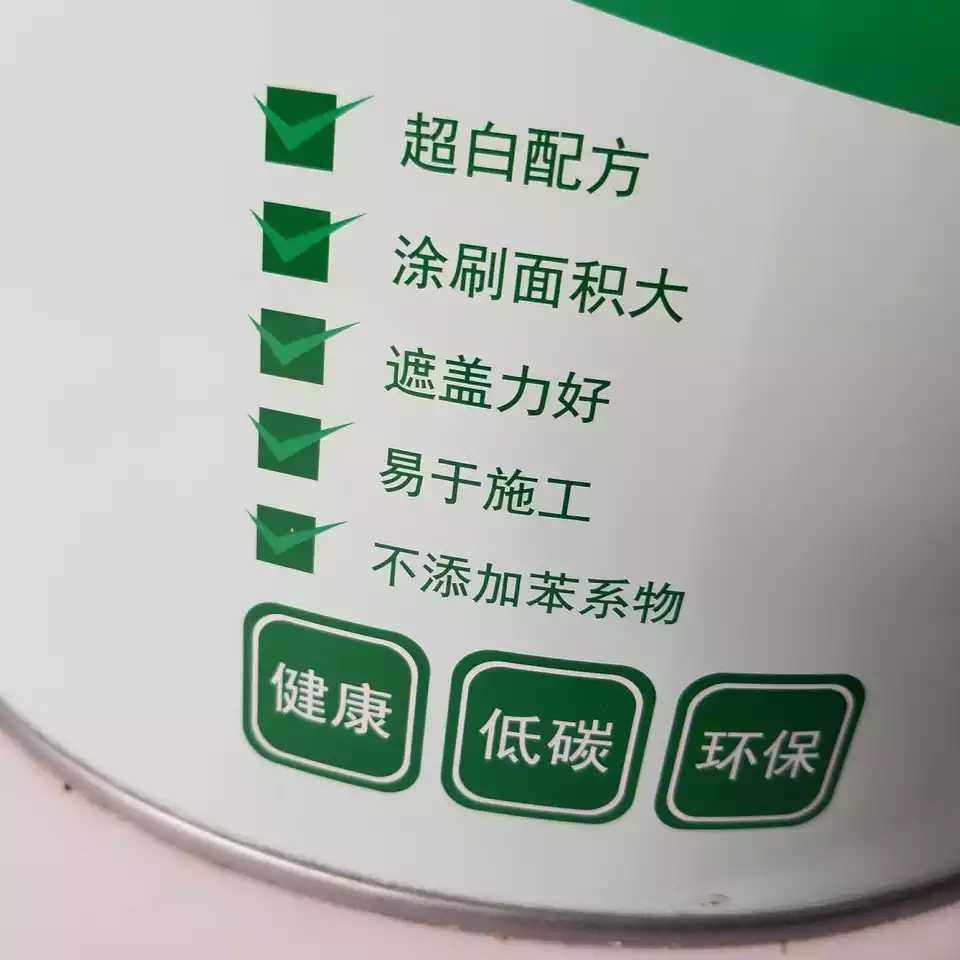 超白配方
涂刷面积大
遮盖力好
易于施工
不添加苯系物
健康
低碳
环保